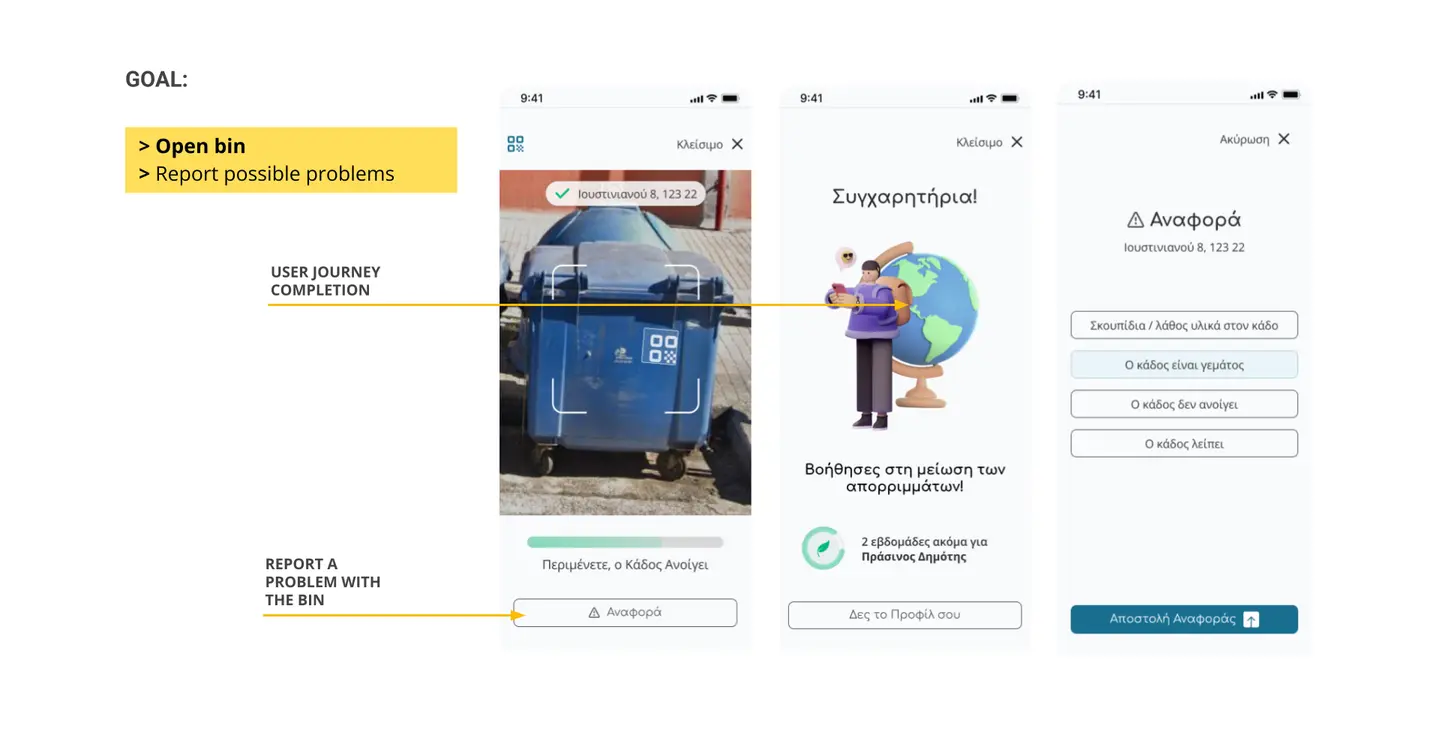 GOAL:
> Open bin
> Report possible problems
USER JOURNEY
COMPLETION
REPORT A
PROBLEM WITH
THE BIN
9:41
Κλείσιμο
Ιουστινιανού 8, 123 22
Περιμένετε, ο Κάδος Ανοίγει
Αναφορά
9:41
Κλείσιμο
Συγχαρητήρια!
Βοήθησες στη μείωση των
απορριμμάτων!
2 εβδομάδες ακόμα για
Πράσινος Δημότης
Δες το Προφίλ σου
9:41
Ακύρωση
Αναφορά
Ιουστινιανού 8, 123 22
Σκουπίδια / λάθος υλικά στον κάδο
Ο κάδος είναι γεμάτος
Ο κάδος δεν ανοίγει
Ο κάδος λείπει
Αποστολή Αναφοράς